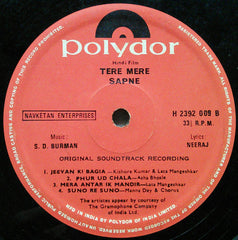 polydor
Hindi Film
TERE MERE
SAPNE
NAVKETAN ENTERPRISES
H 2392 009 B
33⅓ R.P.M.
Music :
S. D. BURMAN
Lyrics:
NEERAJ
ORIGINAL SOUNDTRACK RECORDING
1. JEEVAN KI BAGIA — Kishore Kumar & Lata Mangeshkar
2. PHUR UD CHALA — Asha Bhosle
3. MERA ANTAR IK MANDIR — Lata Mangeshkar
4. SUNO RE SUNO — Manna Dey & Chorus
The artistes appear by courtesy of
The Gramophone Company
of India Ltd.
MFD IN INDIA BY POLYDOR OF INDIA LIMITED.